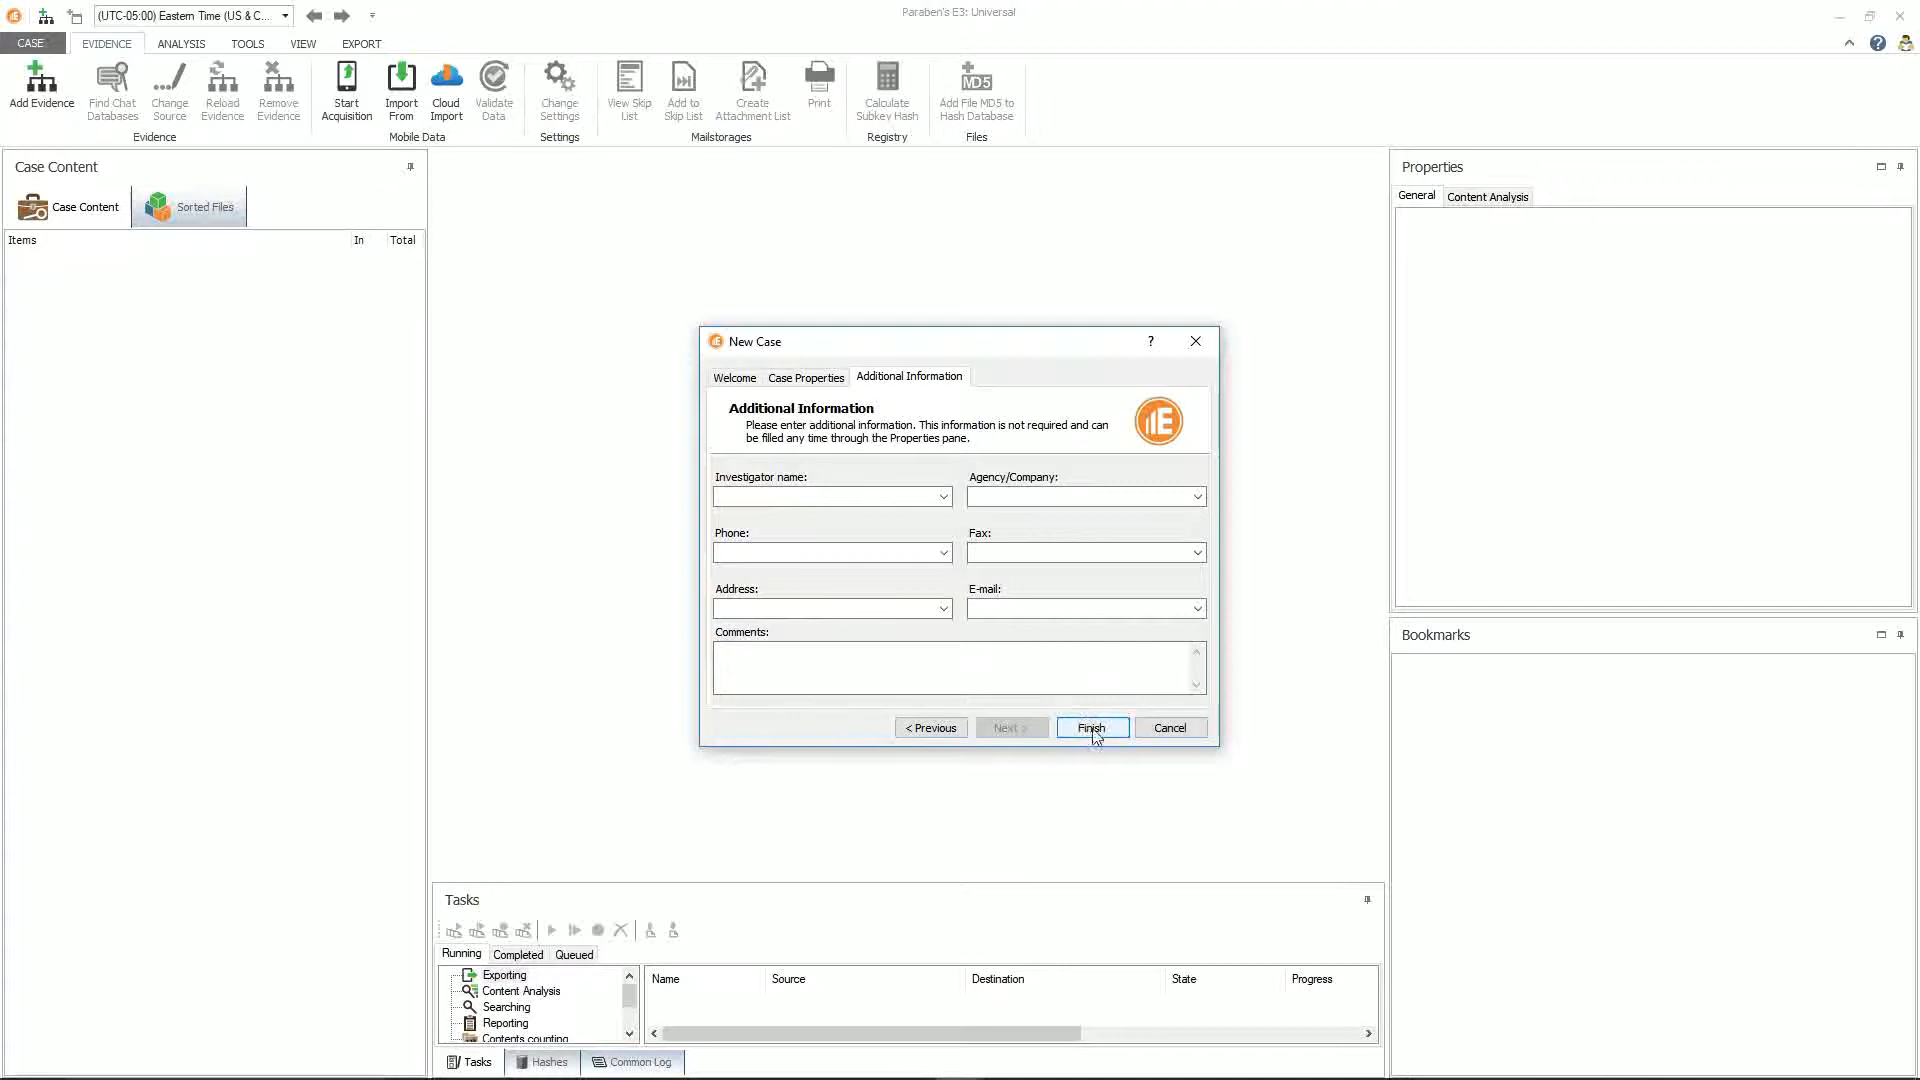 (UTC-05:00) Eastern Time (US & C...
Paraben's E3: Universal
CASE
EVIDENCE
ANALYSIS
TOOLS
VIEW
EXPORT
Add Evidence
Find Chat
Databases
Change
Source
Reload
Evidence
Remove
Evidence
Evidence
Start
Acquisition
Import
From
Cloud
Import
Validate
Data
Mobile Data
Change
Settings
Settings
View Skip
List
Add to
Skip List
Create
Attachment List
Print
Mailstorages
Calculate
Subkey Hash
Registry
MD5
Add File MD5 to
Hash Database
Files
Case Content
Case Content
Sorted Files
Items In Total
Properties
General
Content Analysis
Bookmarks
New Case
?
Welcome
Case Properties
Additional Information
Additional Information
Please enter additional information. This information is not required and can
be filled any time through the Properties pane.
E
Investigator name:
Agency/Company:
Phone:
Fax:
Address:
E-mail:
Comments:
< Previous
Next >
Finish
Cancel
Tasks
Running
Completed
Queued
Exporting
Content Analysis
Searching
Reporting
Contents counting
Name Source Destination State Progress
Tasks
Hashes
Common Log